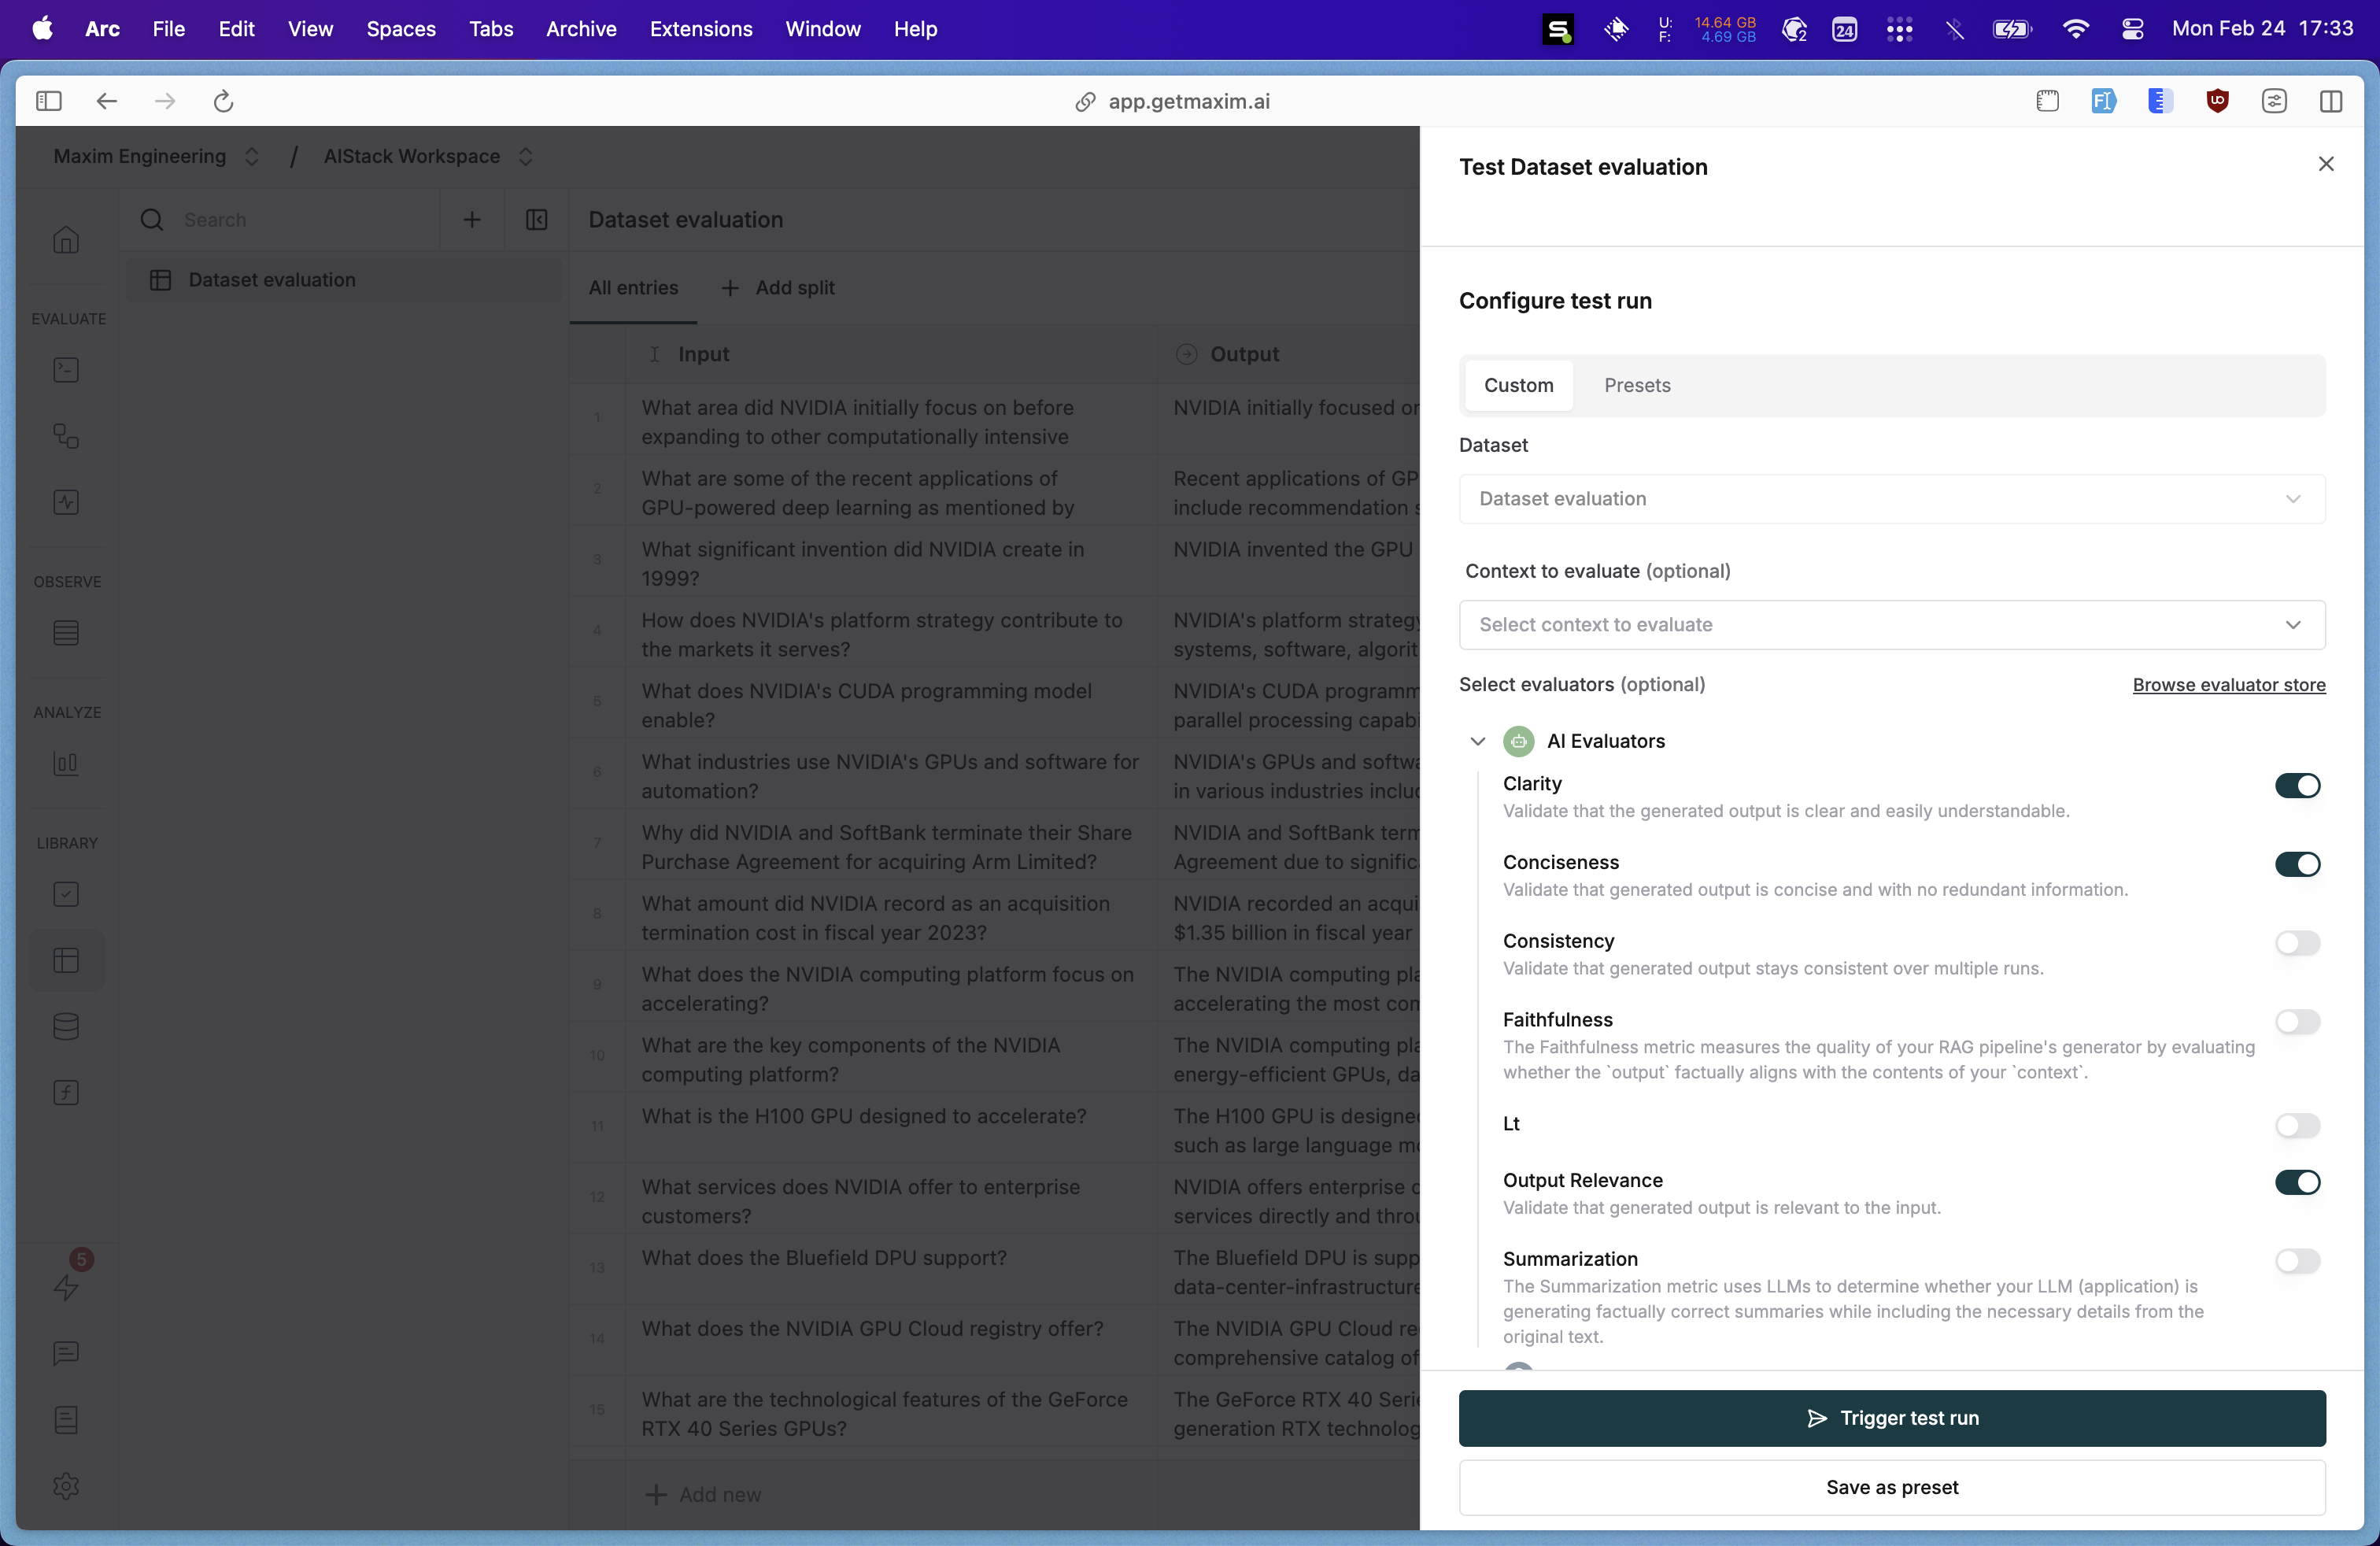 Arc File Edit View Spaces Tabs Archive Extensions Window Help
U: 14.64 GB
F: 4.69 GB
2
24
Mon Feb 24 17:33
app.getmaxim.ai
Maxim Engineering / AIStack Workspace
Search
Dataset evaluation
Dataset evaluation
EVALUATE
OBSERVE
ANALYZE
LIBRARY
5
All entries
Add split
Input
Output
1
What area did NVIDIA initially focus on before
expanding to other computationally intensive
NVIDIA initially focused
2
What are some of the recent applications of
GPU-powered deep learning as mentioned by
Recent applications of
include recommendation
3
What significant invention did NVIDIA create in
1999?
NVIDIA invented the GPU
4
How does NVIDIA's platform strategy contribute to
the markets it serves?
NVIDIA's platform
systems, software,
5
What does NVIDIA's CUDA programming model
enable?
NVIDIA's CUDA
parallel processing
6
What industries use NVIDIA's GPUs and software for
automation?
NVIDIA's GPUs and
in various industries
7
Why did NVIDIA and SoftBank terminate their Share
Purchase Agreement for acquiring Arm Limited?
NVIDIA and SoftBank
Agreement due to
8
What amount did NVIDIA record as an acquisition
termination cost in fiscal year 2023?
NVIDIA recorded an
$1.35 billion in fiscal year
9
What does the NVIDIA computing platform focus on
accelerating?
The NVIDIA computing
accelerating the most
10
What are the key components of the NVIDIA
computing platform?
The NVIDIA computing
energy-efficient GPUs,
11
What is the H100 GPU designed to accelerate?
The H100 GPU is
such as large language
12
What services does NVIDIA offer to enterprise
customers?
NVIDIA offers enterprise
services directly and
13
What does the Bluefield DPU support?
The Bluefield DPU is
data-center-infrastructure
14
What does the NVIDIA GPU Cloud registry offer?
The NVIDIA GPU Cloud
comprehensive catalog
15
What are the technological features of the GeForce
RTX 40 Series GPUs?
The GeForce RTX 40
generation RTX
Add new
Test Dataset evaluation
Configure test run
Custom Presets
Dataset
Dataset evaluation
Context to evaluate (optional)
Select context to evaluate
Select evaluators (optional)
Browse evaluator store
AI Evaluators
Clarity
Validate that the generated output is clear and easily understandable.
Conciseness
Validate that generated output is concise and with no redundant information.
Consistency
Validate that generated output stays consistent over multiple runs.
Faithfulness
The Faithfulness metric measures the quality of your RAG pipeline's generator by evaluating
whether the `output` factually aligns with the contents of your `context`.
Lt
Output Relevance
Validate that generated output is relevant to the input.
Summarization
The Summarization metric uses LLMs to determine whether your LLM (application) is
generating factually correct summaries while including the necessary details from the
original text.
Trigger test run
Save as preset